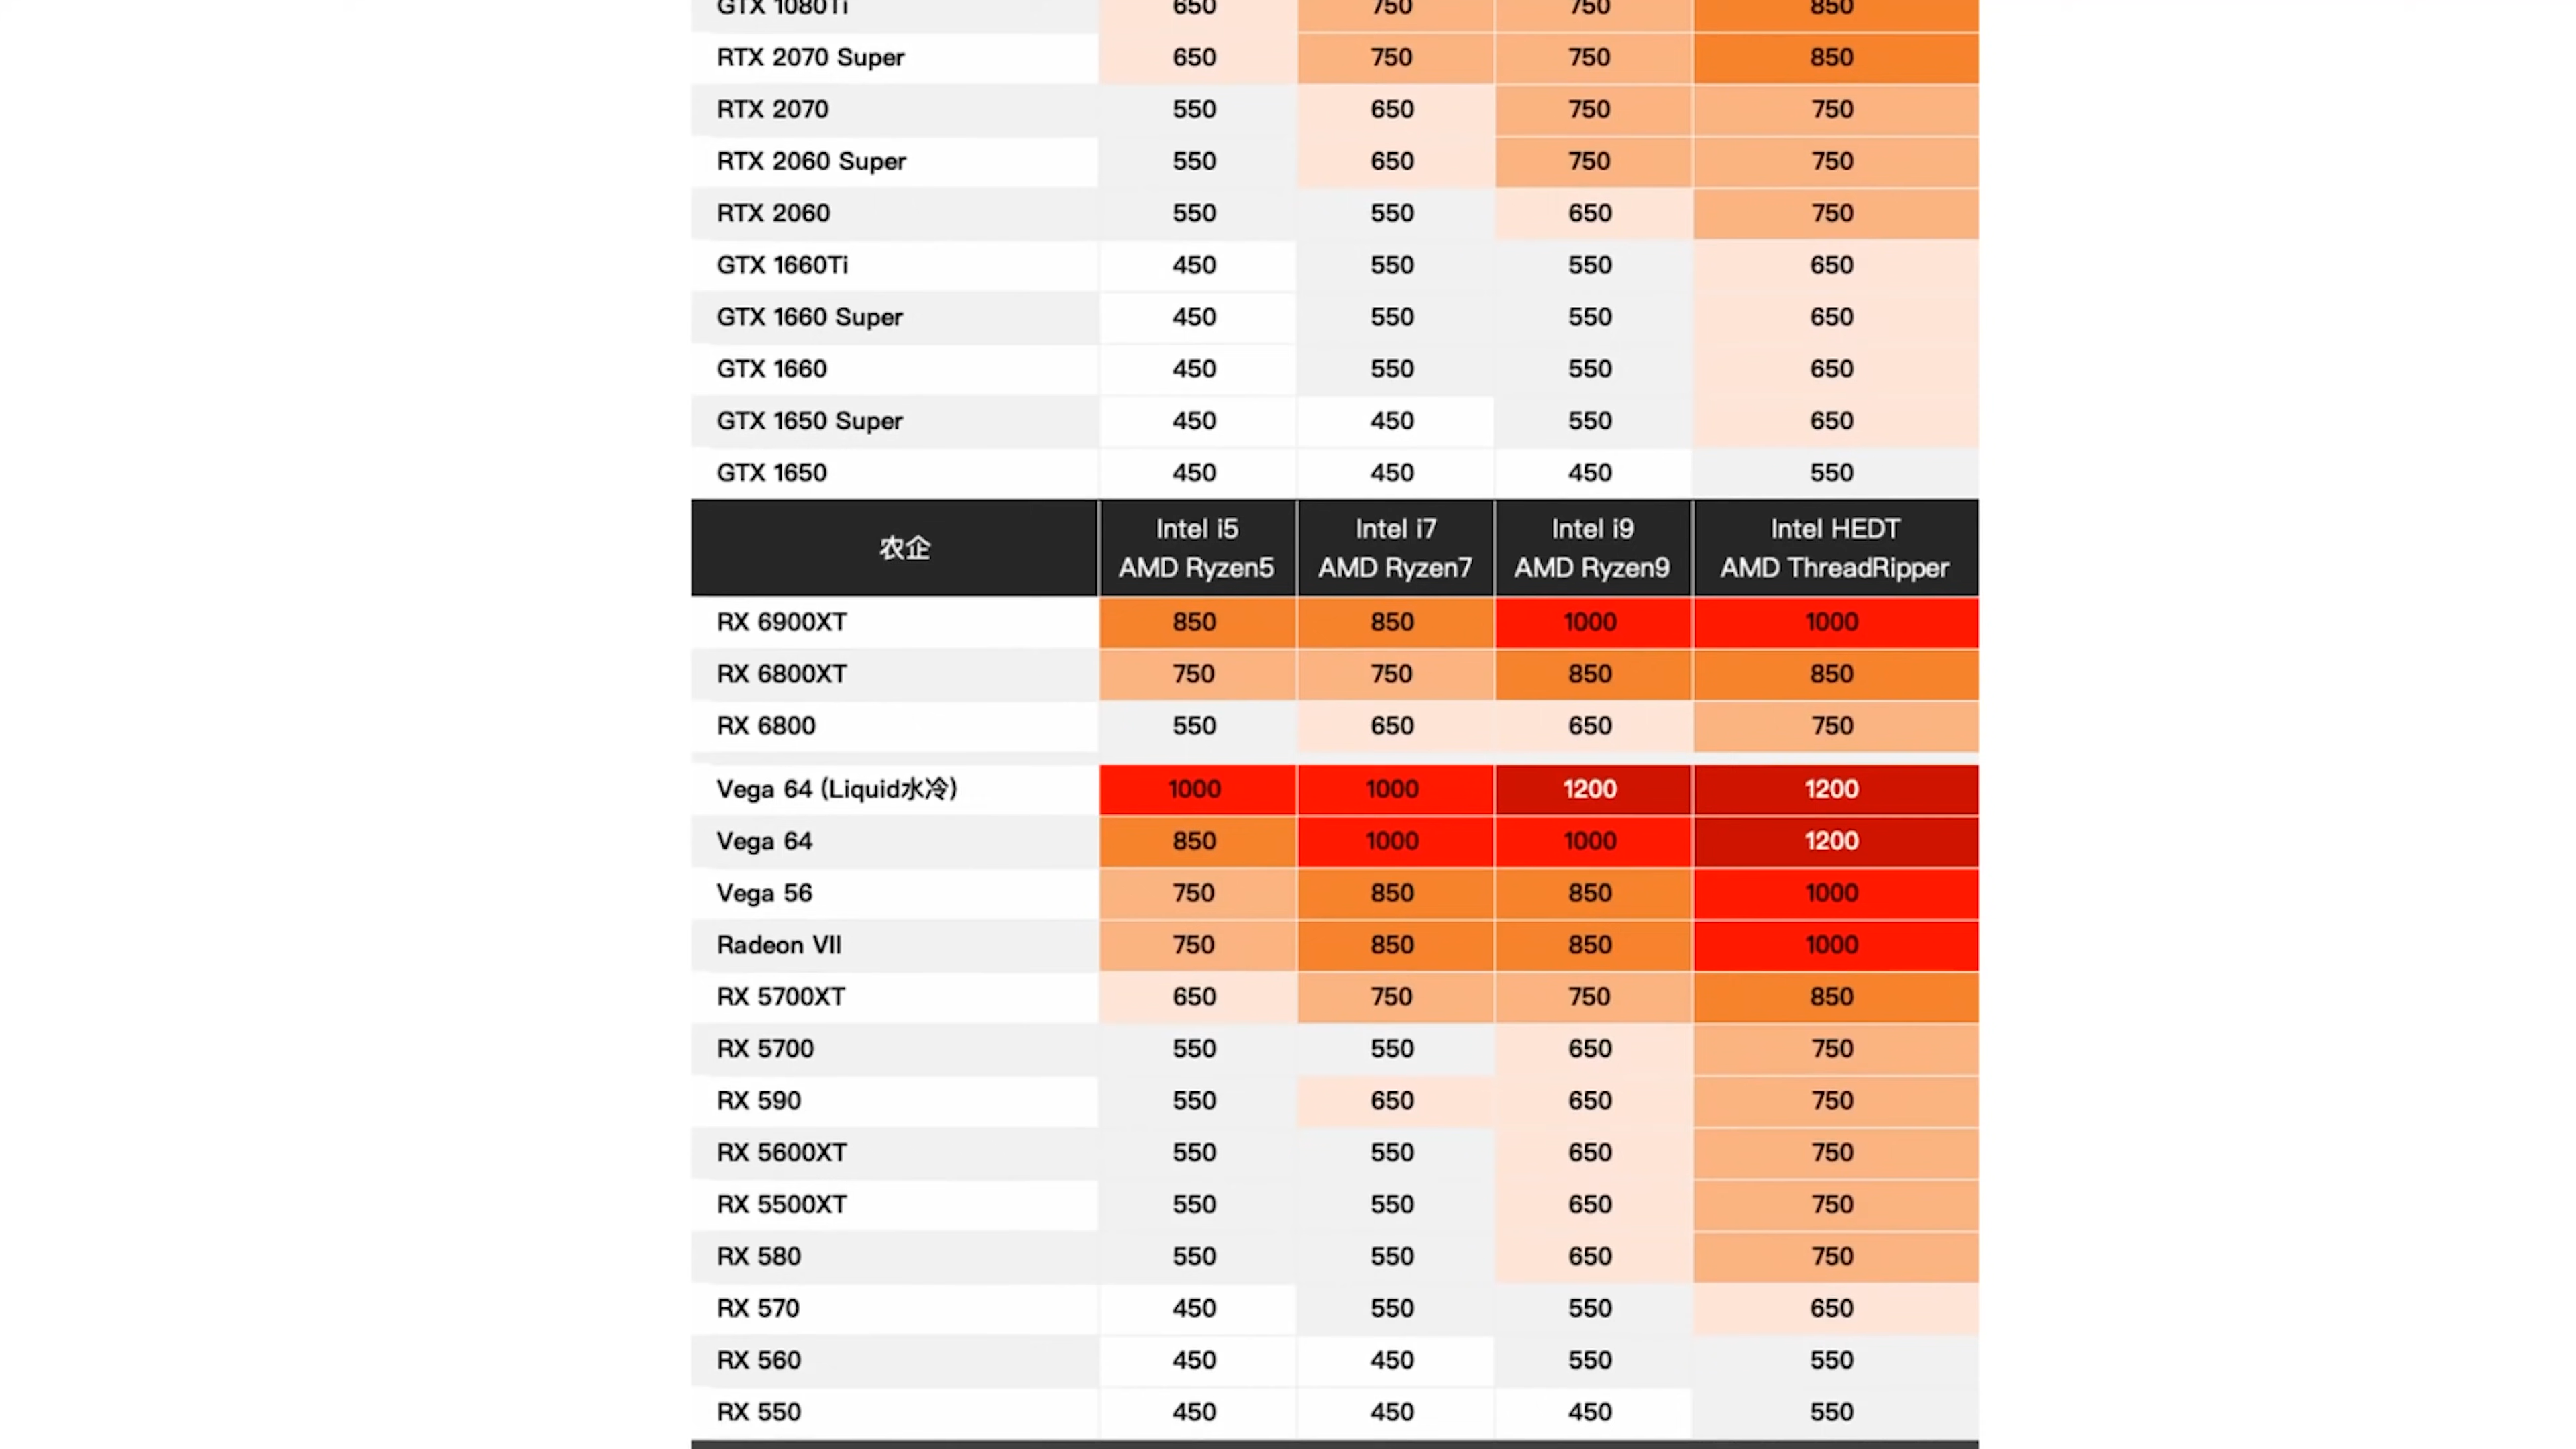 GTX 1080Ti 650 750 750 850
RTX 2070 Super 650 750 750 850
RTX 2070 550 650 750 750
RTX 2060 Super 550 650 750 750
RTX 2060 550 550 650 750
GTX 1660Ti 450 550 550 650
GTX 1660 Super 450 550 550 650
GTX 1660 450 550 550 650
GTX 1650 Super 450 450 550 650
GTX 1650 450 450 450 550
农企 Intel i5 Intel i7 Intel i9 Intel HEDT
AMD Ryzen5 AMD Ryzen7 AMD Ryzen9 AMD ThreadRipper
RX 6900XT 850 850 1000 1000
RX 6800XT 750 750 850 850
RX 6800 550 650 650 750
Vega 64 (Liquid水冷) 1000 1000 1200 1200
Vega 64 850 1000 1000 1200
Vega 56 750 850 850 1000
Radeon VII 750 850 850 1000
RX 5700XT 650 750 750 850
RX 5700 550 550 650 750
RX 590 550 650 650 750
RX 5600XT 550 550 650 750
RX 5500XT 550 550 650 750
RX 580 550 550 650 750
RX 570 450 550 550 650
RX 560 450 450 550 550
RX 550 450 450 450 550